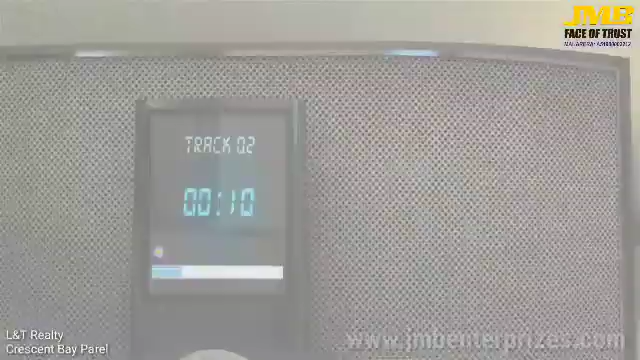 JMB
FACE OF TRUST
TRACK 02
00:10
L&T Realty
Crescent Bay Parel
www.jmbenterprizes.com